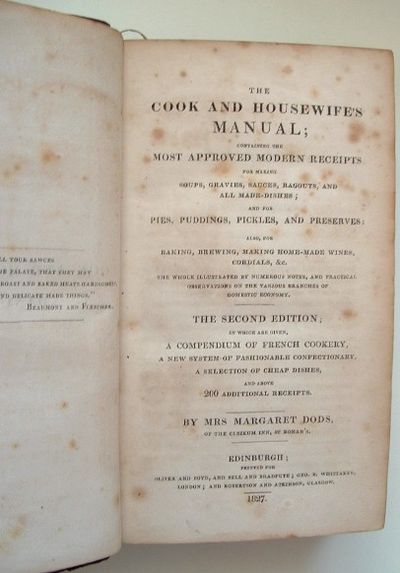 LL YOUR SAUCES
PALATE, THAT THEY MAY
ROAST AND BAKED MEATS
ND DELICATE MADE THINGS."
BEAUMONT AND FLETCHER.
THE
COOK AND HOUSEWIFE'S
MANUAL;
CONTAINING THE
MOST APPROVED MODERN RECEIPTS
FOR MAKING
SOUPS, GRAVIES, SAUCES, RAGOUTS, AND
ALL MADE-DISHES;
AND FOR
PIES, PUDDINGS, PICKLES, AND PRESERVES:
ALSO, FOR
BAKING, BREWING, MAKING HOME-MADE WINES,
CORDIALS, &c.
THE WHOLE ILLUSTRATED BY NUMEROUS NOTES, AND PRACTICAL
OBSERVATIONS ON THE VARIOUS BRANCHES OF
DOMESTIC ECONOMY.
THE SECOND EDITION;
IN WHICH ARE GIVEN,
A COMPENDIUM OF FRENCH COOKERY,
A NEW SYSTEM OF FASHIONABLE CONFECTIONARY,
A SELECTION OF CHEAP DISHES,
AND ABOVE
200 ADDITIONAL RECEIPTS.
BY MRS MARGARET DODS,
OF THE CLEIKUM INN, ST RONAN'S.
EDINBURGH;
PRINTED FOR
OLIVER AND BOYD, AND BELL AND BRADFUTE; GEO. B. WHITTAKER,
LONDON; AND ROBERTSON AND ATKINSON, GLASGOW.
1827.